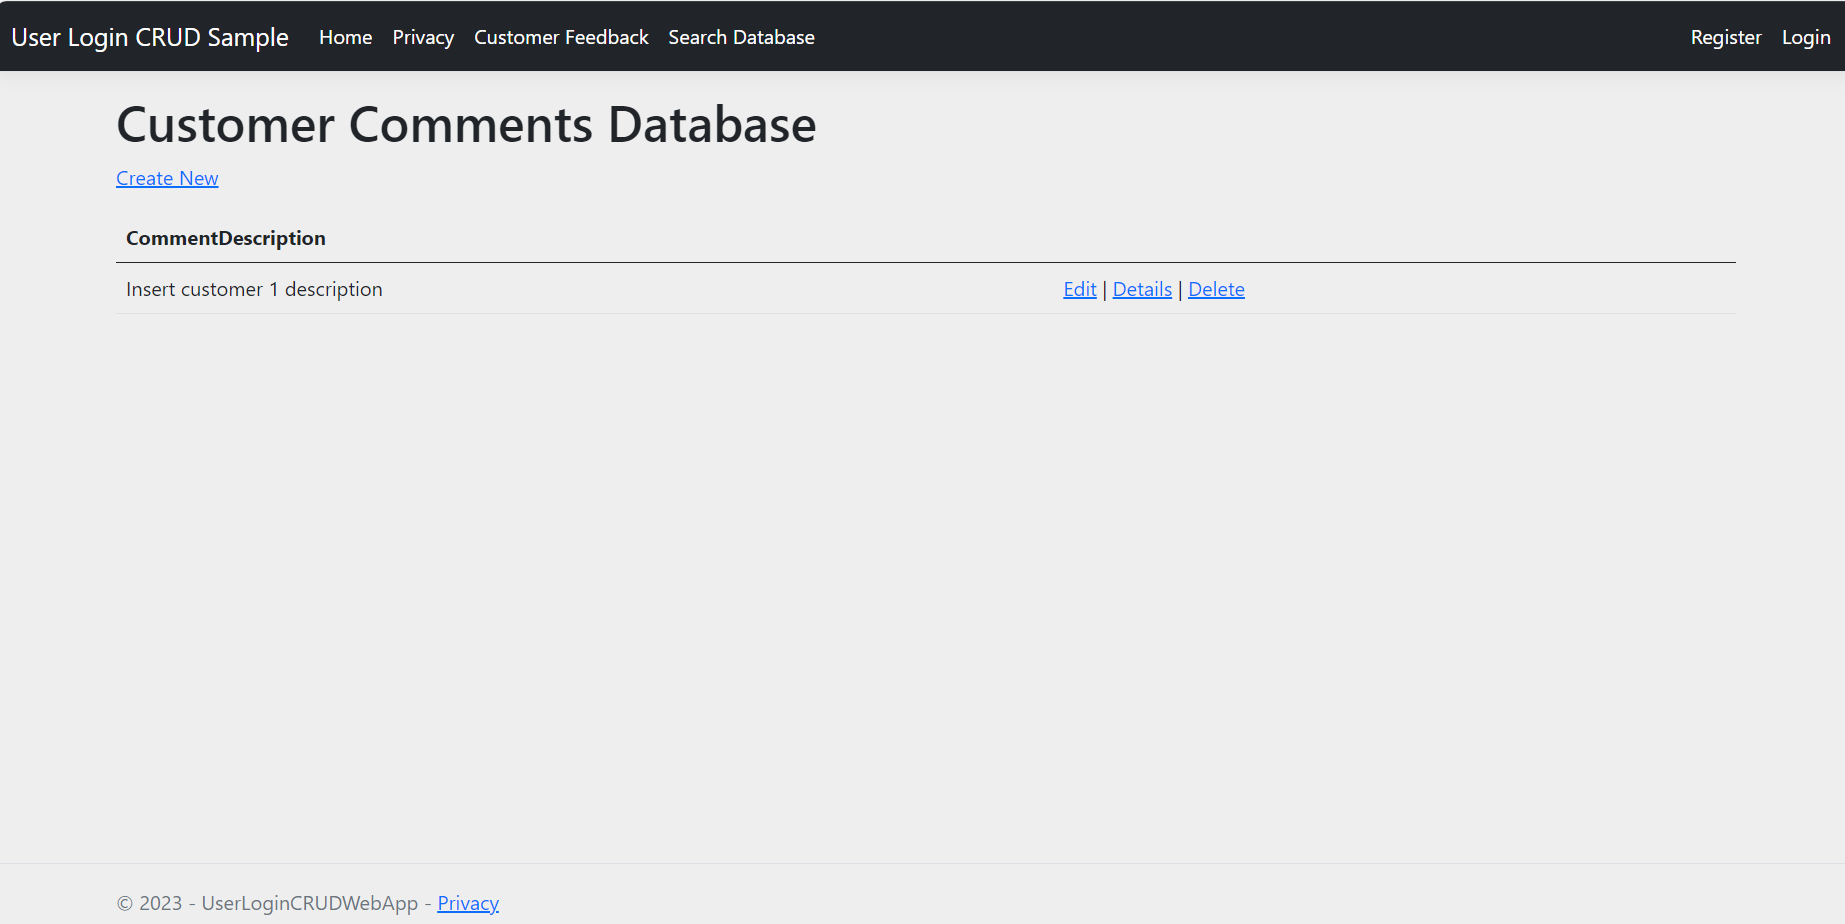 User Login CRUD Sample Home Privacy Customer Feedback Search Database Register Login
Customer Comments Database
Create New
CommentDescription
Insert customer 1 description Edit | Details | Delete
© 2023 - UserLoginCRUDWebApp - Privacy